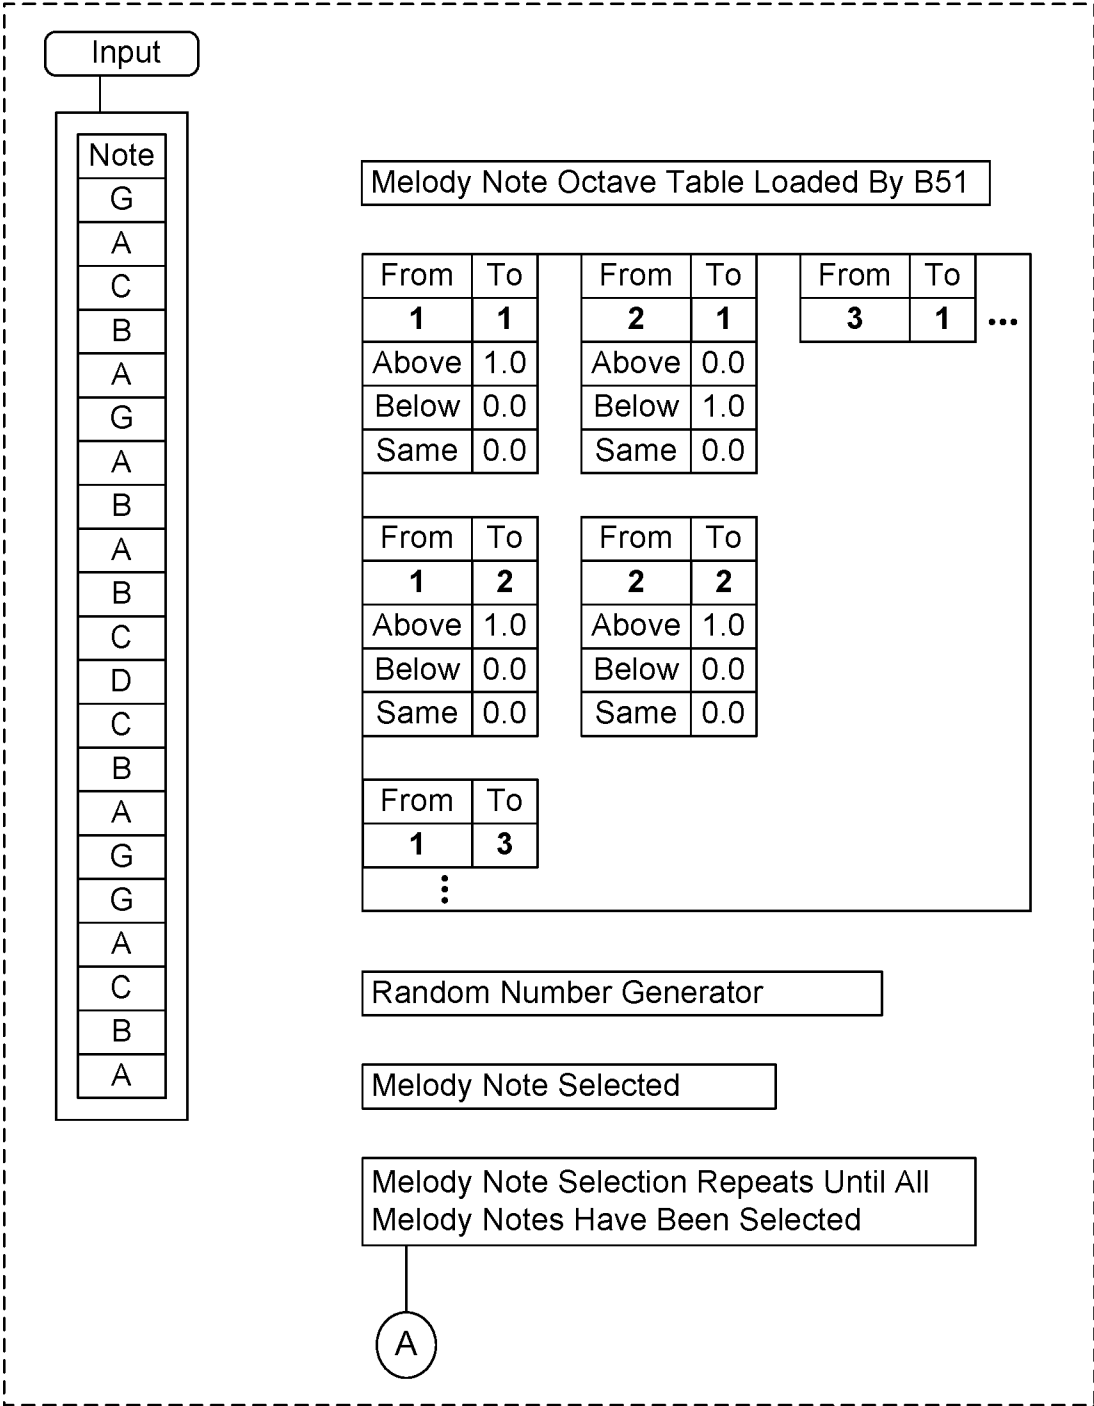 Input
Note
G
A
C
B
A
G
A
B
A
B
C
D
C
B
A
G
G
A
C
B
A
Melody Note Octave Table Loaded By B51
From To From To From To
1 1 2 1 3 1 ...
Above 1.0 Above 0.0
Below 0.0 Below 1.0
Same 0.0 Same 0.0
From To From To
1 2 2 2
Above 1.0 Above 1.0
Below 0.0 Below 0.0
Same 0.0 Same 0.0
From To
1 3
⋮
Random Number Generator
Melody Note Selected
Melody Note Selection Repeats Until All
Melody Notes Have Been Selected
A